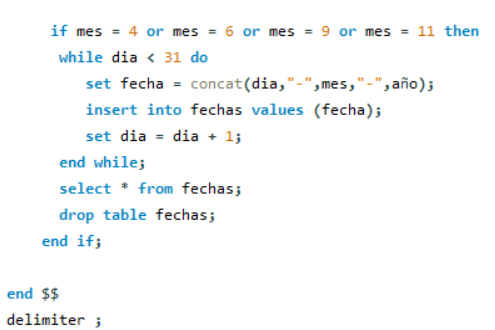 if mes = 4 or mes = 6 or mes = 9 or mes = 11 then
while dia < 31 do
set fecha = concat(dia,"-",mes,"-",año);
insert into fechas values (fecha);
set dia = dia + 1;
end while;
select * from fechas;
drop table fechas;
end if;
end $$
delimiter ;